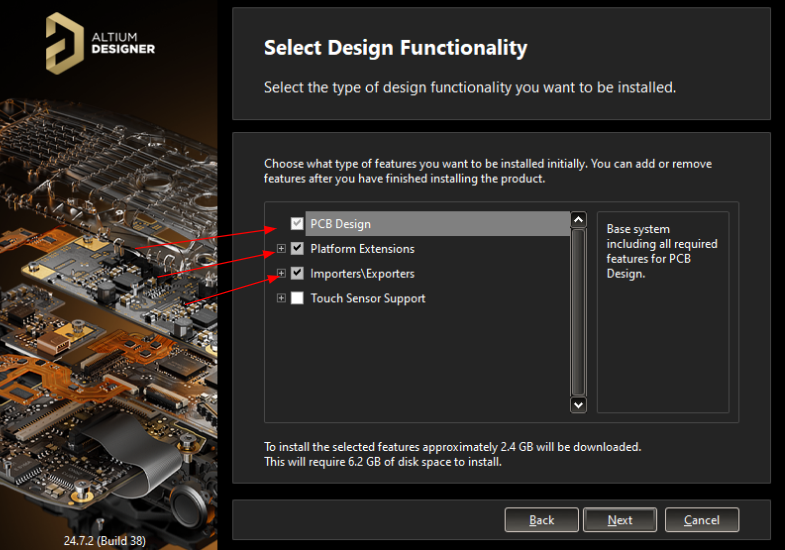 ALTIUM
DESIGNER
Select Design Functionality
Select the type of design functionality you want to be installed.
Choose what type of features you want to be installed initially. You can add or remove
features after you have finished installing the product.
PCB Design
Platform Extensions
Importers\Exporters
Touch Sensor Support
Base system
including all required
features for PCB
Design.
To install the selected features approximately 2.4 GB will be downloaded.
This will require 6.2 GB of disk space to install.
Back
Next
Cancel
24.7.2 (Build 38)